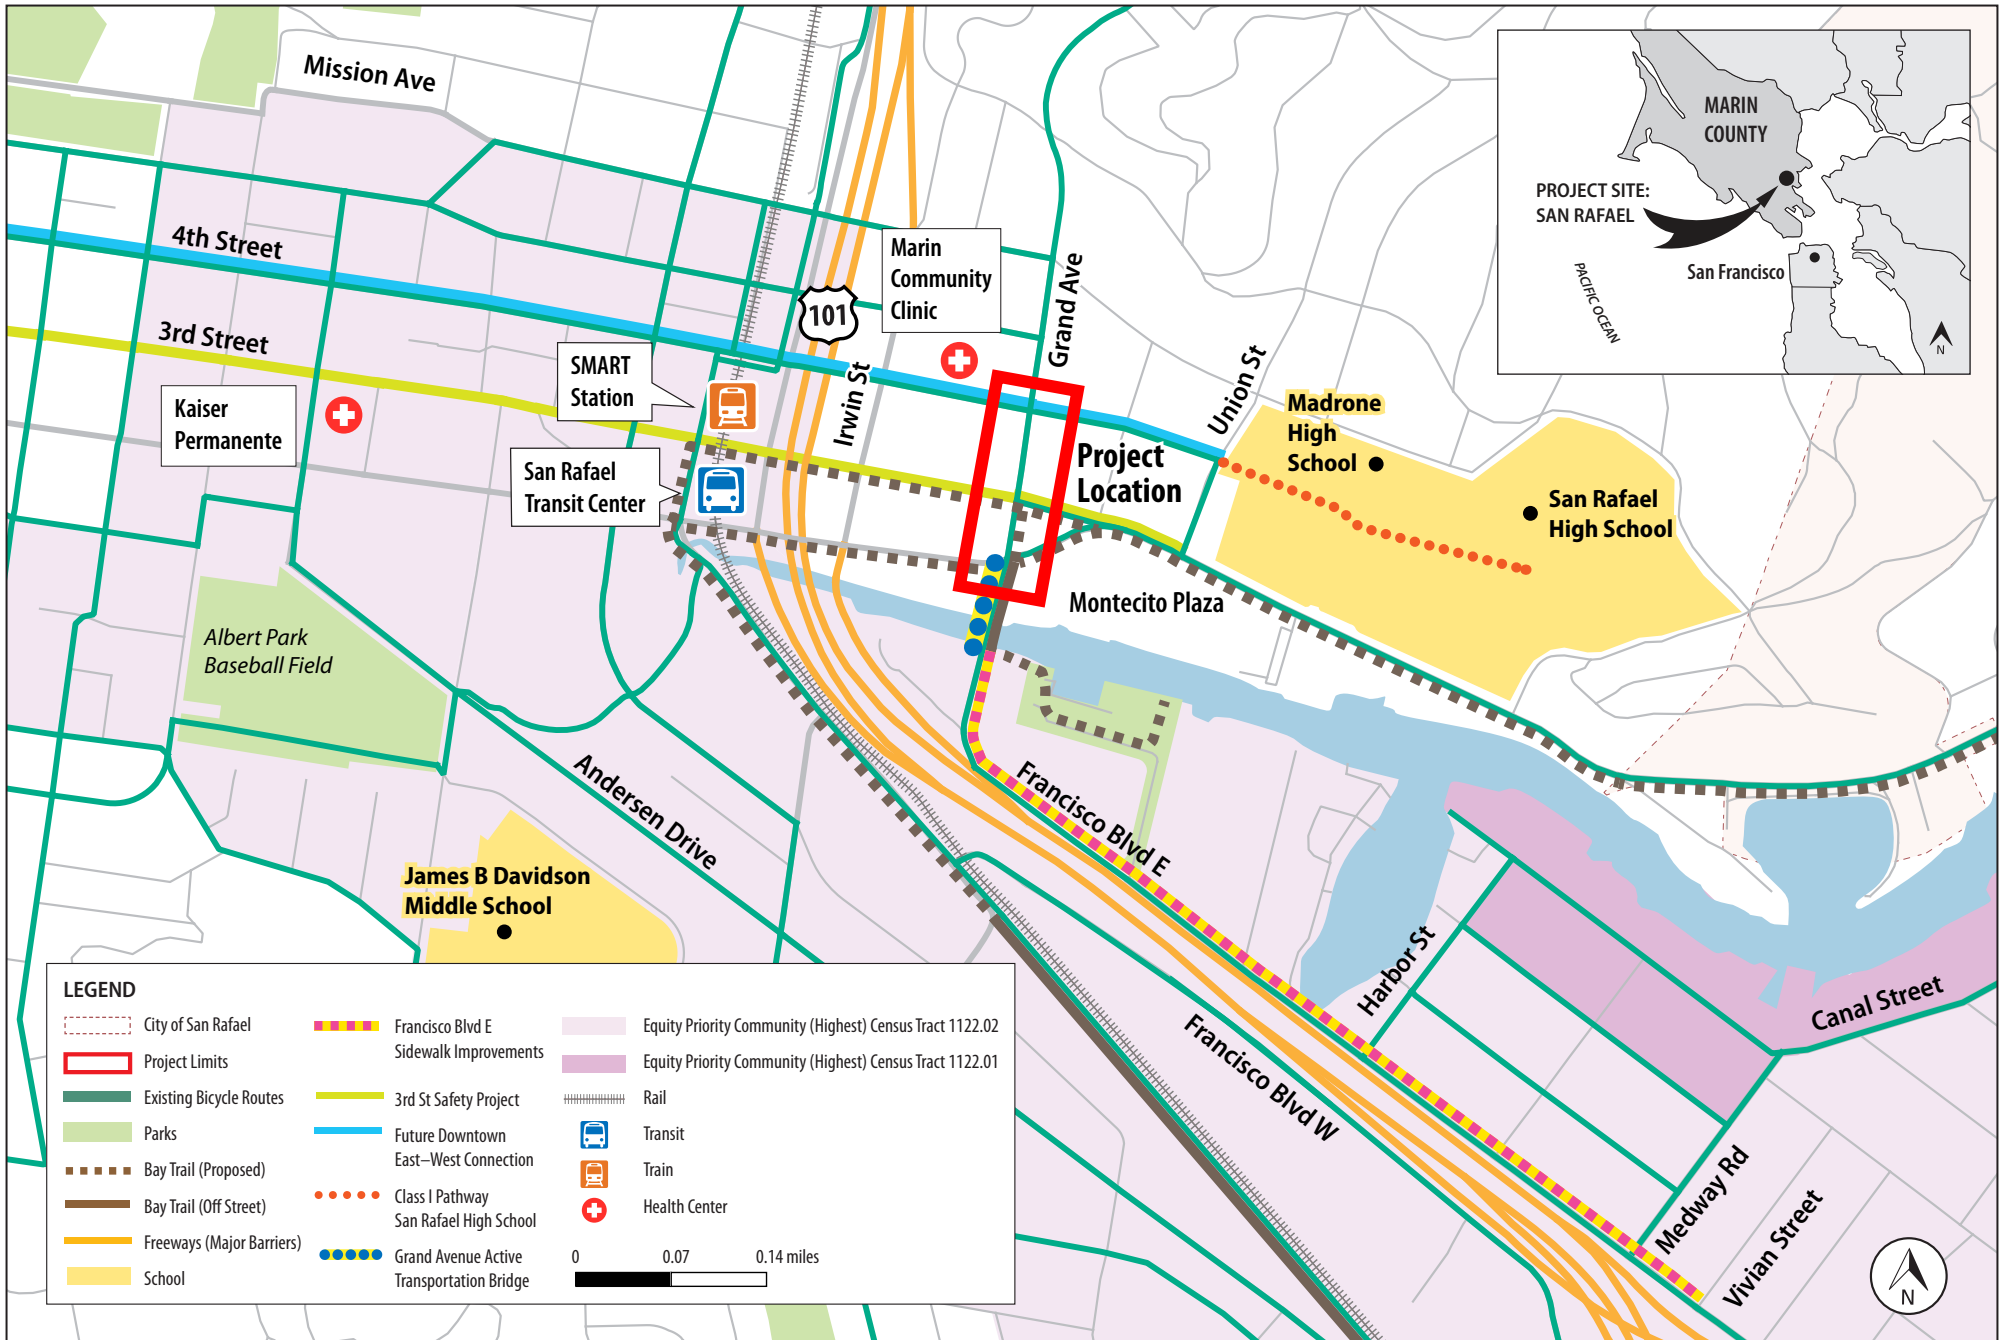 Mission Ave
4th Street
3rd Street
Kaiser
Permanente
SMART
Station
San Rafael
Transit Center
101
Irwin St
Marin
Community
Clinic
Grand Ave
Union St
Project
Location
Madrone
High
School
San Rafael
High School
Montecito Plaza
Albert Park
Baseball Field
Andersen Drive
James B Davidson
Middle School
Francisco Blvd E
Francisco Blvd W
Harbor St
Canal Street
Medway Rd
Vivian Street
MARIN
COUNTY
PROJECT SITE:
SAN RAFAEL
San Francisco
PACIFIC OCEAN
N
LEGEND
City of San Rafael
Project Limits
Existing Bicycle Routes
Parks
Bay Trail (Proposed)
Bay Trail (Off Street)
Freeways (Major Barriers)
School
Francisco Blvd E
Sidewalk Improvements
3rd St Safety Project
Future Downtown
East–West Connection
Class I Pathway
San Rafael High School
Grand Avenue Active
Transportation Bridge
Equity Priority Community (Highest) Census Tract 1122.02
Equity Priority Community (Highest) Census Tract 1122.01
Rail
Transit
Train
Health Center
0 0.07 0.14 miles
N